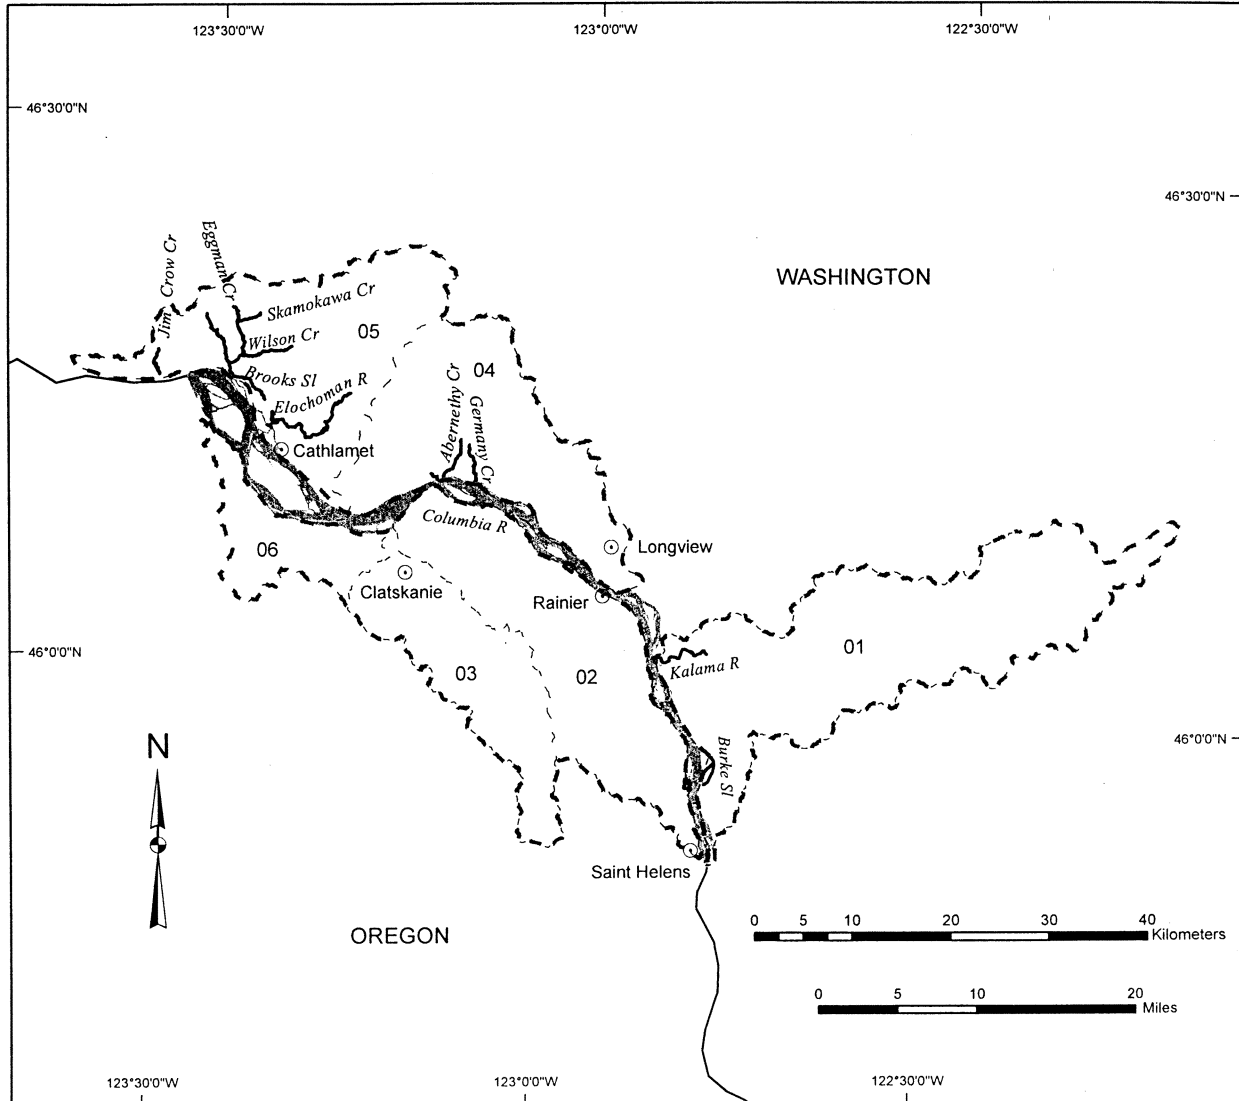 123°30'0"W
123°0'0"W
122°30'0"W
46°30'0"N
46°30'0"N
Jim Crow Cr
Eggman Cr
WASHINGTON
Skamokawa Cr
05
Wilson Cr
04
Brooks Sl
Elochoman R
Abernethy Cr
Germany Cr
Cathlamet
Columbia R
06
Longview
Clatskanie
Rainier
46°0'0"N
01
03
02
Kalama R
46°0'0"N
N
Burke Sl
Saint Helens
OREGON
0 5 10 20 30 40
Kilometers
0 5 10 20
Miles
123°30'0"W
123°0'0"W
122°30'0"W